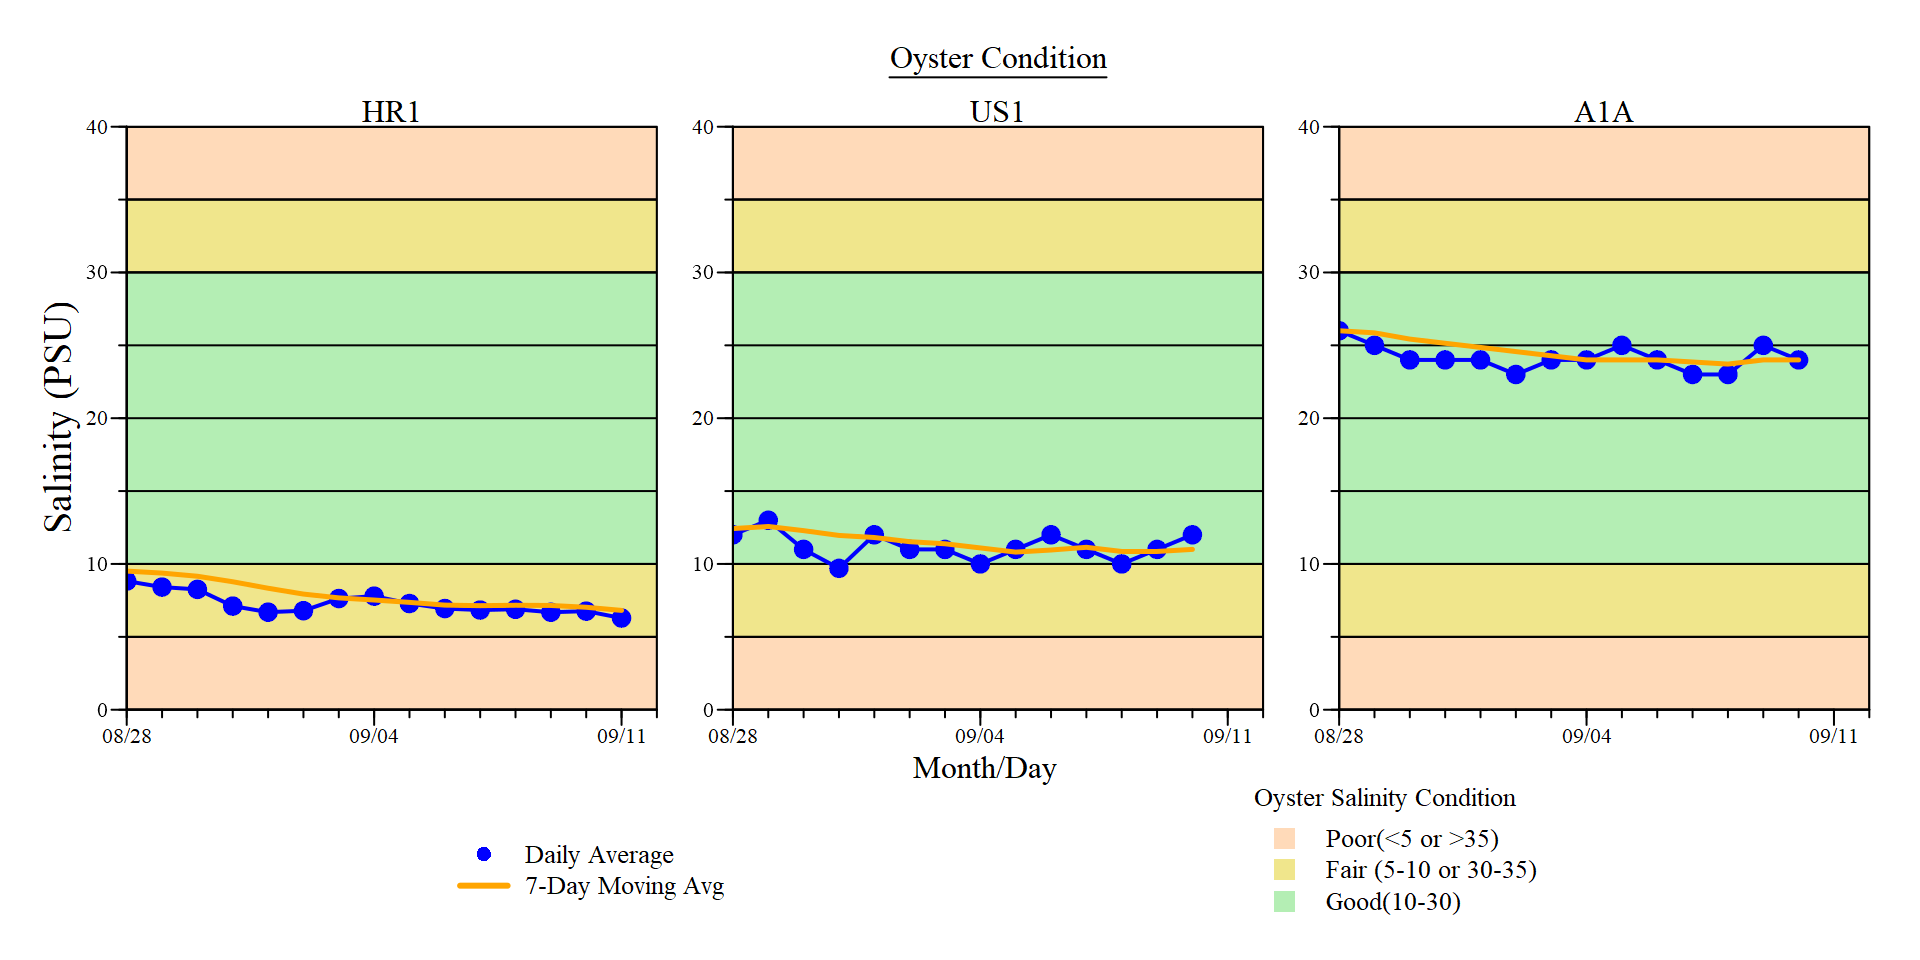 Oyster Condition
HR1
US1
A1A
Salinity (PSU)
40
30
20
10
0
40
30
20
10
0
40
30
20
10
0
08/28
09/04
09/11
08/28
09/04
09/11
08/28
09/04
09/11
Month/Day
Daily Average
7-Day Moving Avg
Oyster Salinity Condition
Poor(<5 or >35)
Fair (5-10 or 30-35)
Good(10-30)